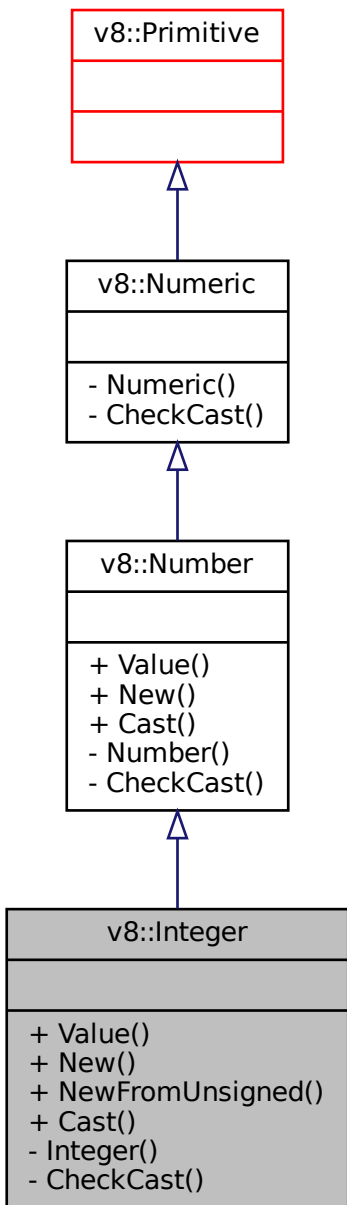 v8::Primitive
v8::Numeric
- Numeric()
- CheckCast()
v8::Number
+ Value()
+ New()
+ Cast()
- Number()
- CheckCast()
v8::Integer
+ Value()
+ New()
+ NewFromUnsigned()
+ Cast()
- Integer()
- CheckCast()